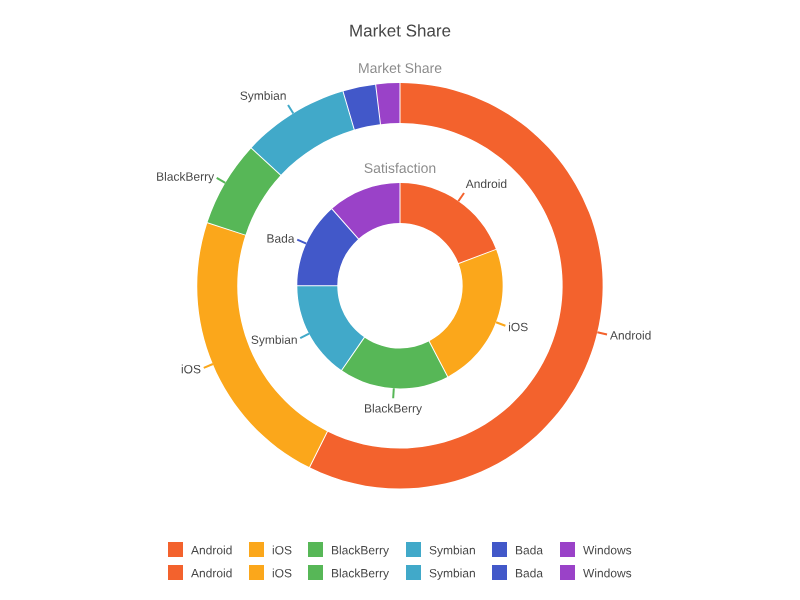 Market Share
Market Share
Symbian
Satisfaction
BlackBerry
Android
Bada
iOS
Android
Symbian
iOS
BlackBerry
Android iOS BlackBerry Symbian Bada Windows
Android iOS BlackBerry Symbian Bada Windows